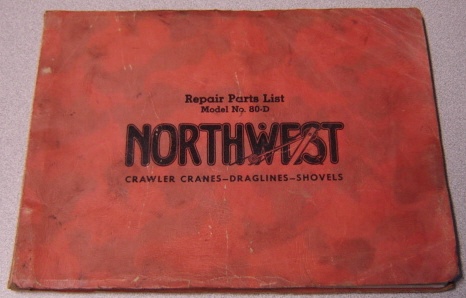 Repair Parts List
Model No. 80-D
NORTHWEST
CRAWLER CRANES–DRAGLINES–SHOVELS